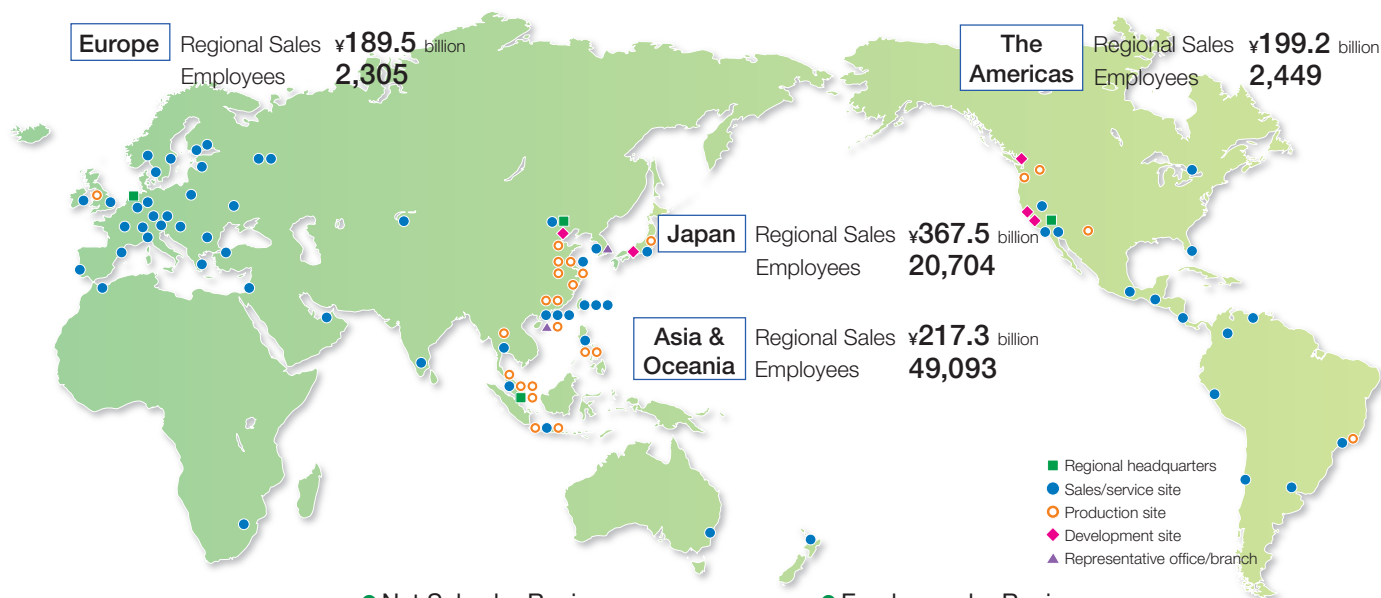 Europe
Regional Sales ¥189.5 billion
Employees 2,305
The Americas
Regional Sales ¥199.2 billion
Employees 2,449
Japan
Regional Sales ¥367.5 billion
Employees 20,704
Asia & Oceania
Regional Sales ¥217.3 billion
Employees 49,093
Regional headquarters
Sales/service site
Production site
Development site
Representative office/branch